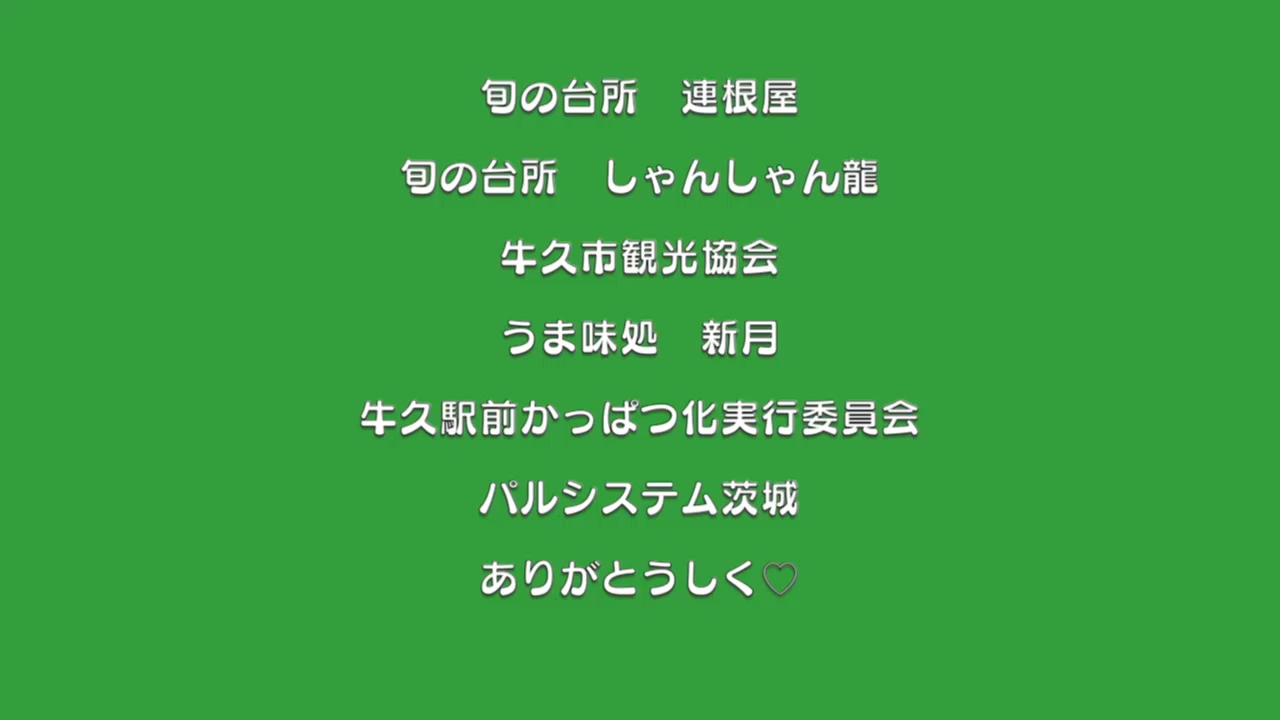 旬の台所　連根屋
旬の台所　しゃんしゃん龍
牛久市観光協会
うま味処　新月
牛久駅前かっぱつ化実行委員会
パルシステム茨城
ありがとうしく♡